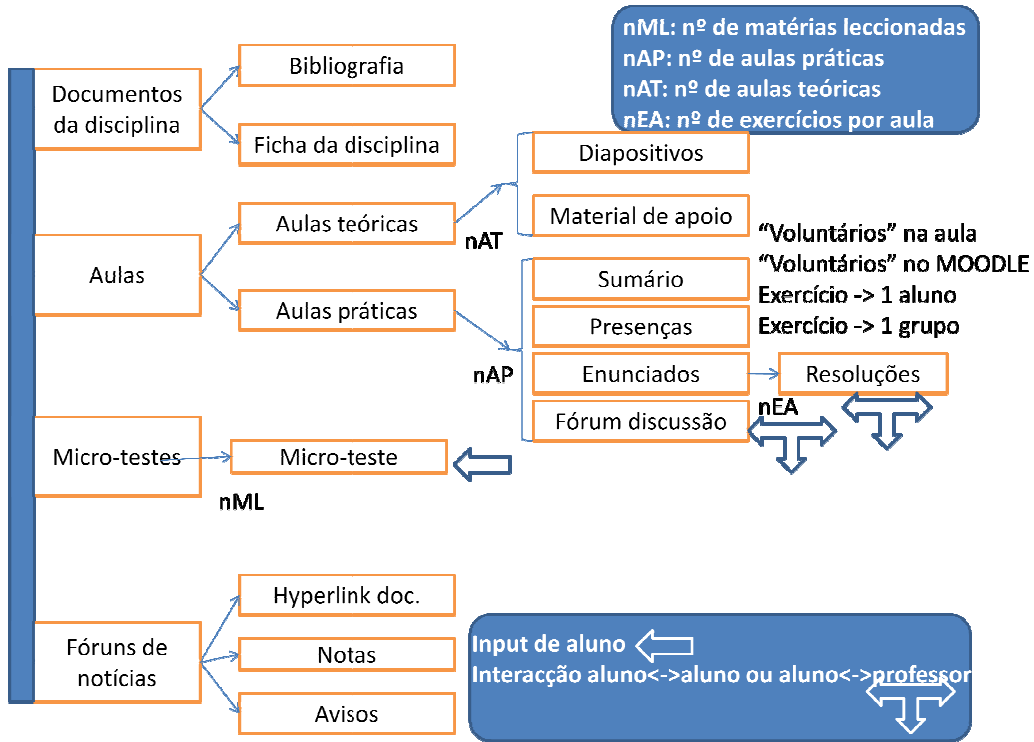 nML: nº de matérias leccionadas
nAP: nº de aulas práticas
nAT: nº de aulas teóricas
nEA: nº de exercícios por aula
Documentos
da disciplina
Bibliografia
Ficha da disciplina
Aulas
Aulas teóricas
nAT
Diapositivos
Material de apoio
Aulas práticas
nAP
Sumário
Presenças
Enunciados
Fórum discussão
“Voluntários” na aula
“Voluntários” no MOODLE
Exercício -> 1 aluno
Exercício -> 1 grupo
Resoluções
nEA
Micro-testes
Micro-teste
nML
Fóruns de
notícias
Hyperlink doc.
Notas
Avisos
Input de aluno
Interacção aluno<->aluno ou aluno<->professor